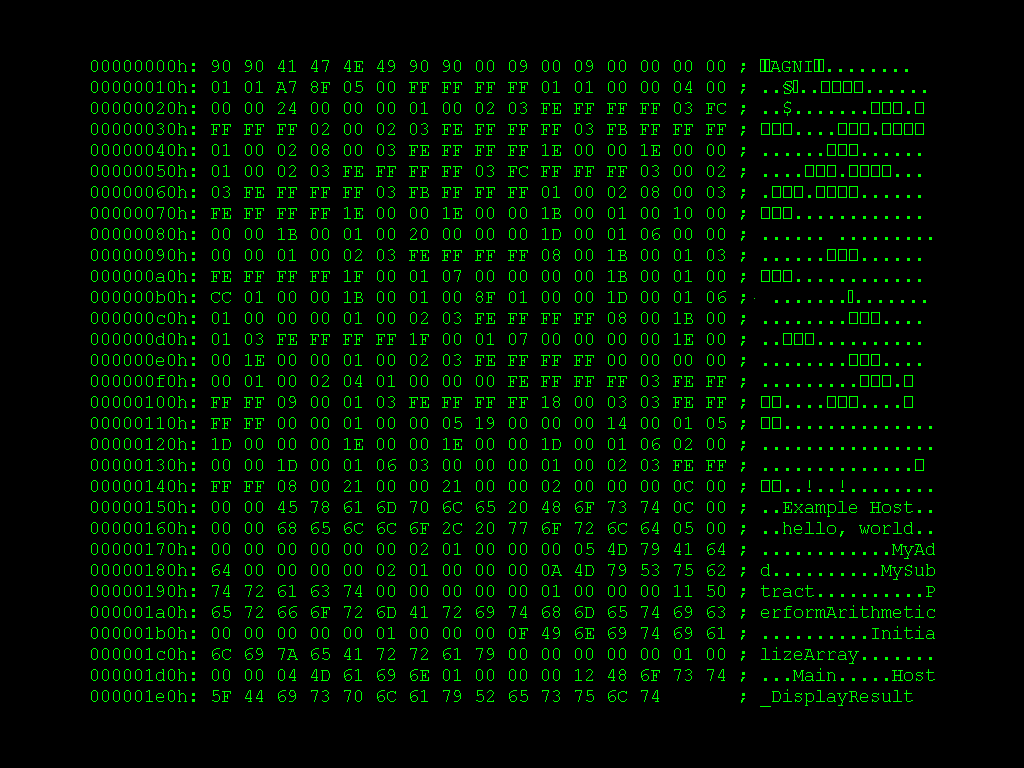 00000000h: 90 90 41 47 4E 49 90 90 00 09 00 09 00 00 00 00 ; □□AGNI□□........
00000010h: 01 01 A7 8F 05 00 FF FF FF FF 01 01 00 00 04 00 ; ..§□..□□□□......
00000020h: 00 00 24 00 00 00 01 00 02 03 FE FF FF FF 03 FC ; ..$.......□□□.□
00000030h: FF FF FF 02 00 02 03 FE FF FF FF 03 FB FF FF FF ; □□□....□□□.□□□□
00000040h: 01 00 02 08 00 03 FE FF FF FF 1E 00 00 1E 00 00 ; ......□□□......
00000050h: 01 00 02 03 FE FF FF FF 03 FC FF FF FF 03 00 02 ; ....□□□.□□□□...
00000060h: 03 FE FF FF FF 03 FB FF FF FF 01 00 02 08 00 03 ; .□□□.□□□□......
00000070h: FE FF FF FF 1E 00 00 1E 00 00 1B 00 01 00 10 00 ; □□□............
00000080h: 00 00 1B 00 01 00 20 00 00 00 00 1D 00 01 06 00 00 ; ...... .........
00000090h: 00 00 01 00 02 03 FE FF FF FF 08 00 1B 00 01 03 ; ......□□□......
000000a0h: FE FF FF FF 1F 00 01 07 00 00 00 00 1B 00 01 00 ; □□□............
000000b0h: CC 01 00 00 1B 00 01 00 8F 01 00 00 1D 00 01 06 ; .......□.......
000000c0h: 01 00 00 00 01 00 02 03 FE FF FF FF 08 00 1B 00 ; ........□□□....
000000d0h: 01 03 FE FF FF FF 1F 00 01 07 00 00 00 00 1E 00 ; ..□□□..........
000000e0h: 00 1E 00 00 01 00 02 03 FE FF FF FF 00 00 00 00 ; ........□□□....
000000f0h: 00 01 00 02 04 01 00 00 00 FE FF FF FF 03 FE FF ; .........□□□.□
00000100h: FF FF 09 00 01 03 FE FF FF FF 18 00 03 03 FE FF ; □□....□□□....□
00000110h: FF FF 00 00 01 00 00 05 19 00 00 00 14 00 01 05 ; □□..............
00000120h: 1D 00 00 00 1E 00 00 1E 00 00 1D 00 01 06 02 00 ; ................
00000130h: 00 00 1D 00 01 06 03 00 00 00 01 00 02 03 FE FF ; ..............□
00000140h: FF FF 08 00 21 00 00 21 00 00 02 00 00 00 0C 00 ; □□..!..!........
00000150h: 00 00 45 78 61 6D 70 6C 65 20 48 6F 73 74 0C 00 ; ..Example Host..
00000160h: 00 00 68 65 6C 6C 6F 2C 20 77 6F 72 6C 64 05 00 ; ..hello, world..
00000170h: 00 00 00 00 00 00 02 01 00 00 00 05 4D 79 41 64 ; ............MyAd
00000180h: 64 00 00 00 00 02 01 00 00 00 0A 4D 79 53 75 62 ; d..........MySub
00000190h: 74 72 61 63 74 00 00 00 00 00 01 00 00 00 11 50 ; tract..........P
000001a0h: 65 72 66 6F 72 6D 41 72 69 74 68 6D 65 74 69 63 ; erformArithmetic
000001b0h: 00 00 00 00 00 01 00 00 00 0F 49 6E 69 74 69 61 ; ..........Initia
000001c0h: 6C 69 7A 65 41 72 72 61 79 00 00 00 00 00 01 00 ; lizeArray.......
000001d0h: 00 00 04 4D 61 69 6E 01 00 00 00 12 48 6F 73 74 ; ...Main.....Host
000001e0h: 5F 44 69 73 70 6C 61 79 52 65 73 75 6C 74 ; _DisplayResult